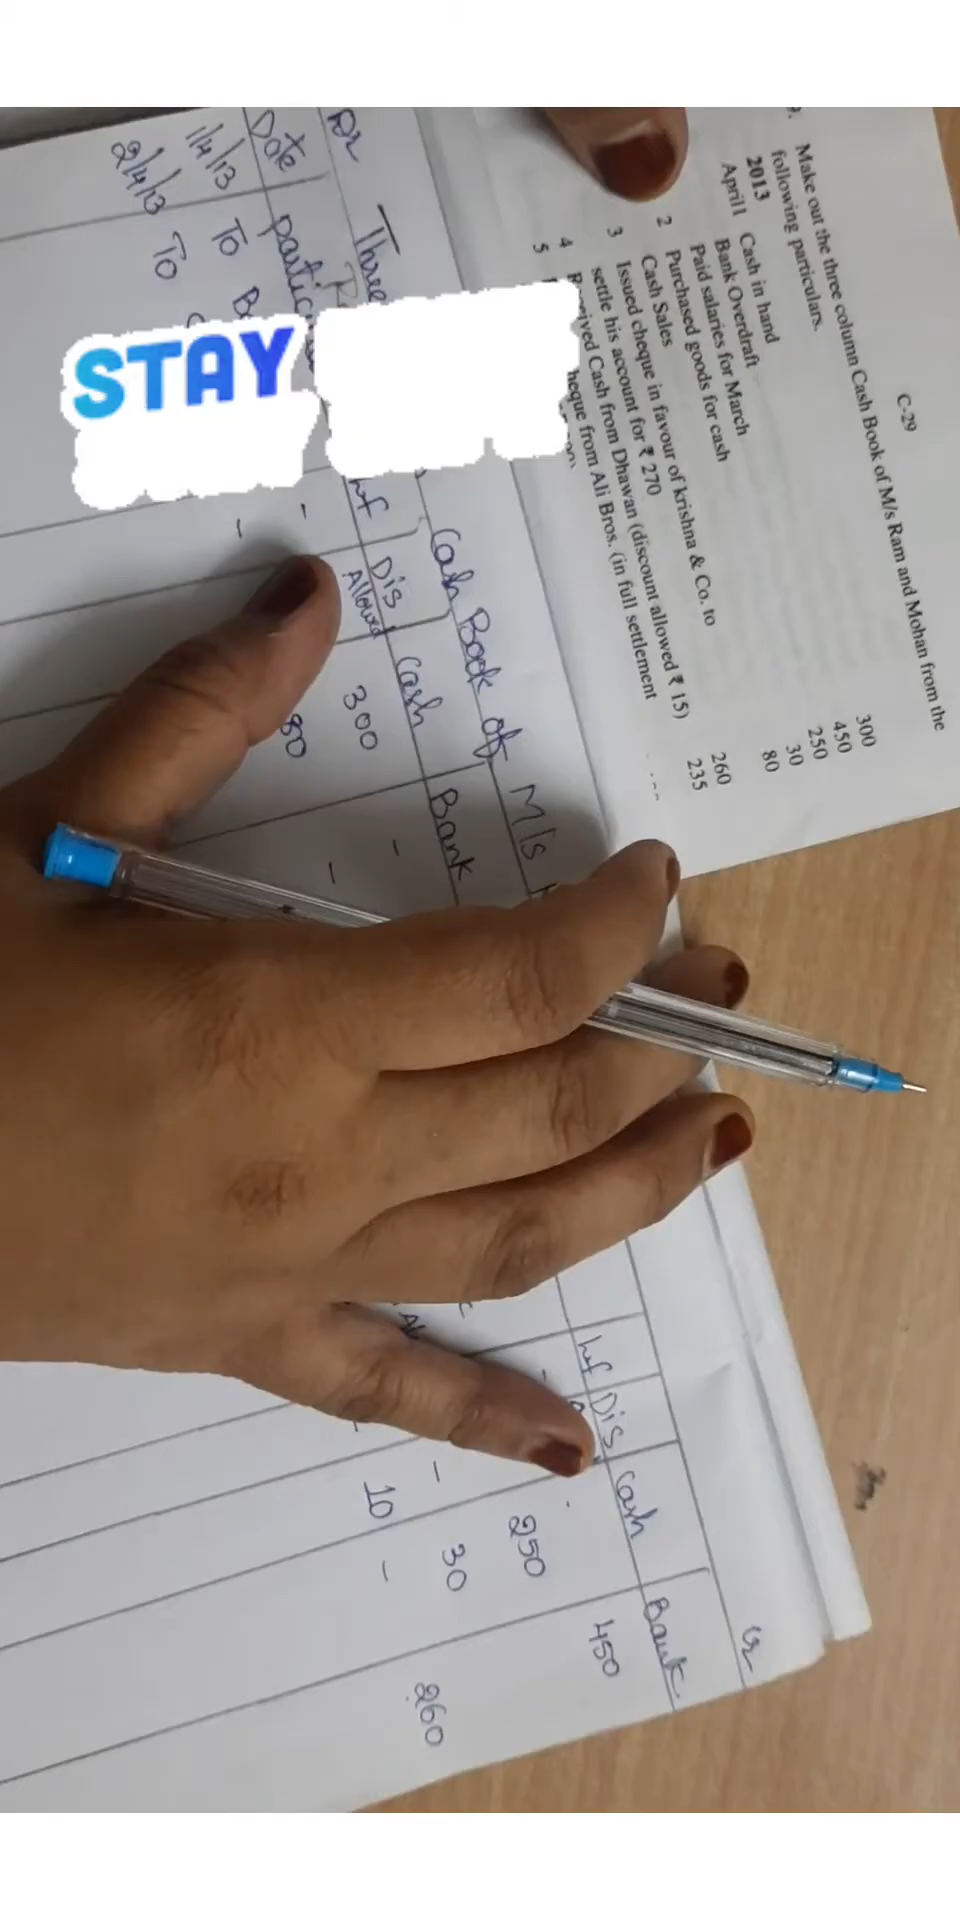 C-29
Make out the three column Cash Book of M/s Ram and Mohan from the
following particulars.
2013
April 1 Cash in hand 300
Bank Overdraft 450
Paid salaries for March 250
2 Purchased goods for cash 30
Cash Sales 80
3 Issued cheque in favour of krishna & Co. to
settle his account for ₹ 270 260
4 Received Cash from Dhawan (discount allowed ₹ 15) 235
5 heque from Ali Bros. (in full settlement
STAY
Dr Three Cash Book of M/s Cr
Date Lf Dis Allowed Cash Bank Lf Dis Cash Bank
1/4/13 To - 300 - - 250 450
2/4/13 To - 80 - - 30
10 - 260